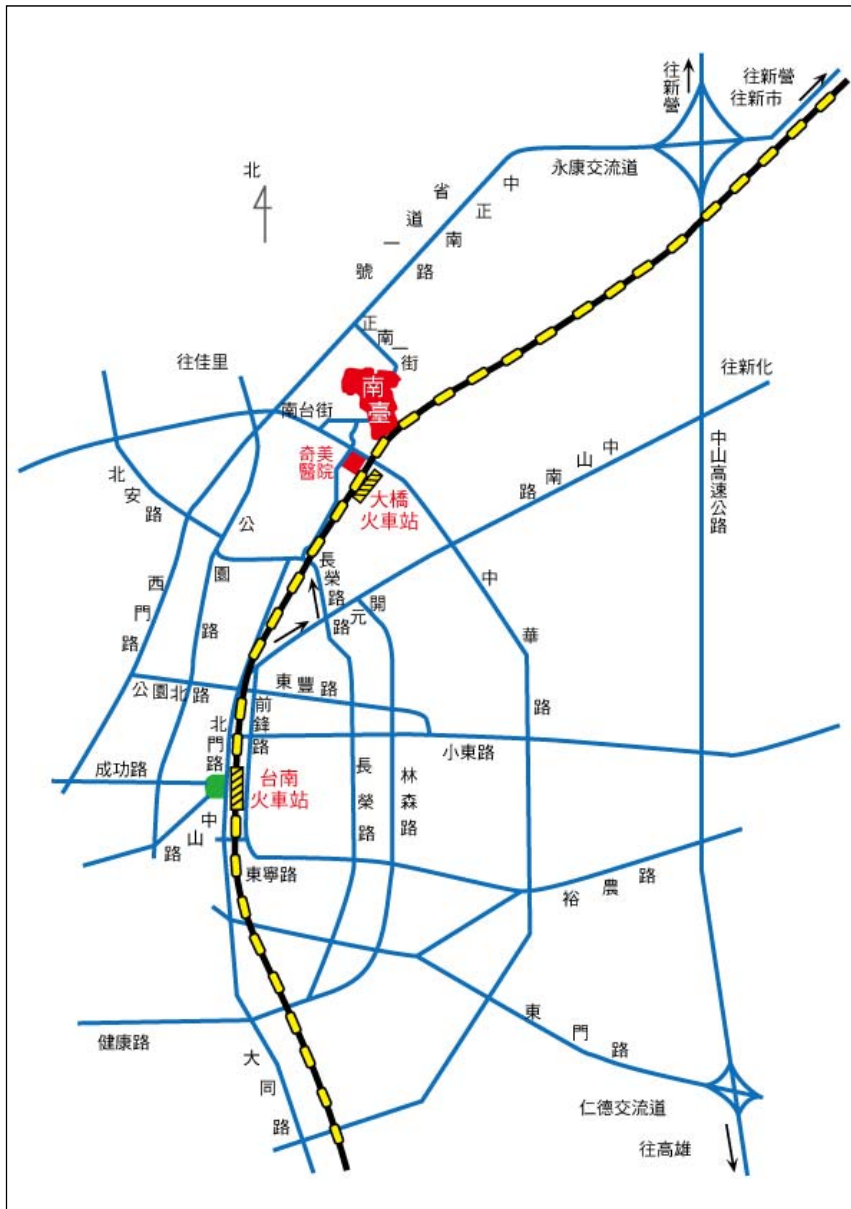 往新營
往新營
往新市
北
永康交流道
省道一號
中正南路
正南一街
往佳里
南臺
往新化
南台街
奇美
醫院
中山南路
中山高速公路
北安路
大橋
火車站
公園路
長榮路
開元路
中華路
西門路
東豐路
公園北路
前鋒路
北門路
小東路
成功路
台南
火車站
長榮路
林森路
中山路
東寧路
裕農路
東門路
健康路
大同路
仁德交流道
往高雄